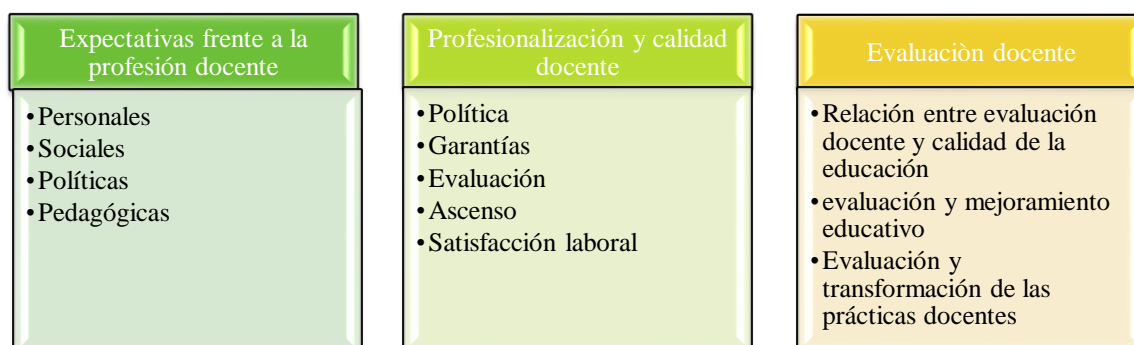 Expectativas frente a la
profesión docente
•Personales
•Sociales
•Políticas
•Pedagógicas
Profesionalización y calidad
docente
•Política
•Garantías
•Evaluación
•Ascenso
•Satisfacción laboral
Evaluaciòn docente
•Relación entre evaluación
docente y calidad de la
educación
•evaluación y mejoramiento
educativo
•Evaluación y
transformación de las
prácticas docentes